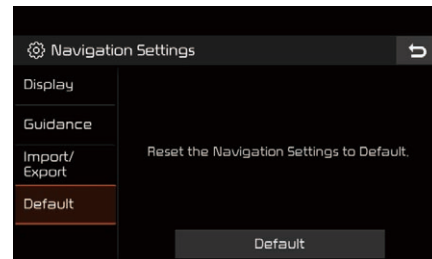 Navigation Settings
Display
Guidance
Import/
Export
Default
Reset the Navigation Settings to Default.
Default